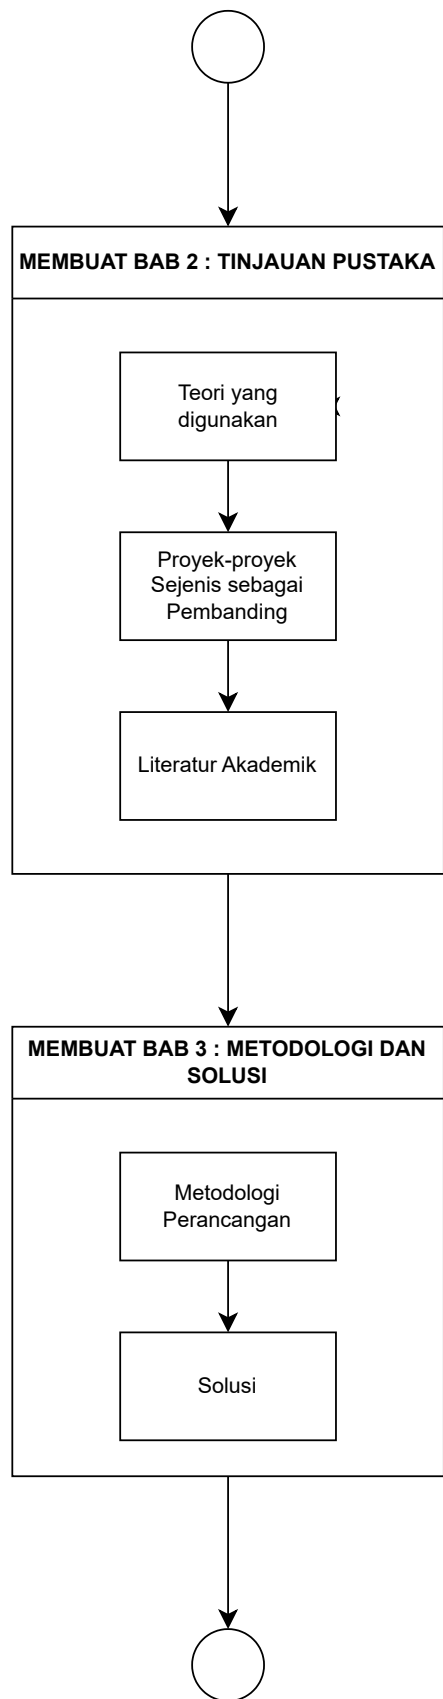 MEMBUAT BAB 2 : TINJAUAN PUSTAKA
Teori yang
digunakan
Proyek-proyek
Sejenis sebagai
Pembanding
Literatur Akademik
MEMBUAT BAB 3 : METODOLOGI DAN
SOLUSI
Metodologi
Perancangan
Solusi